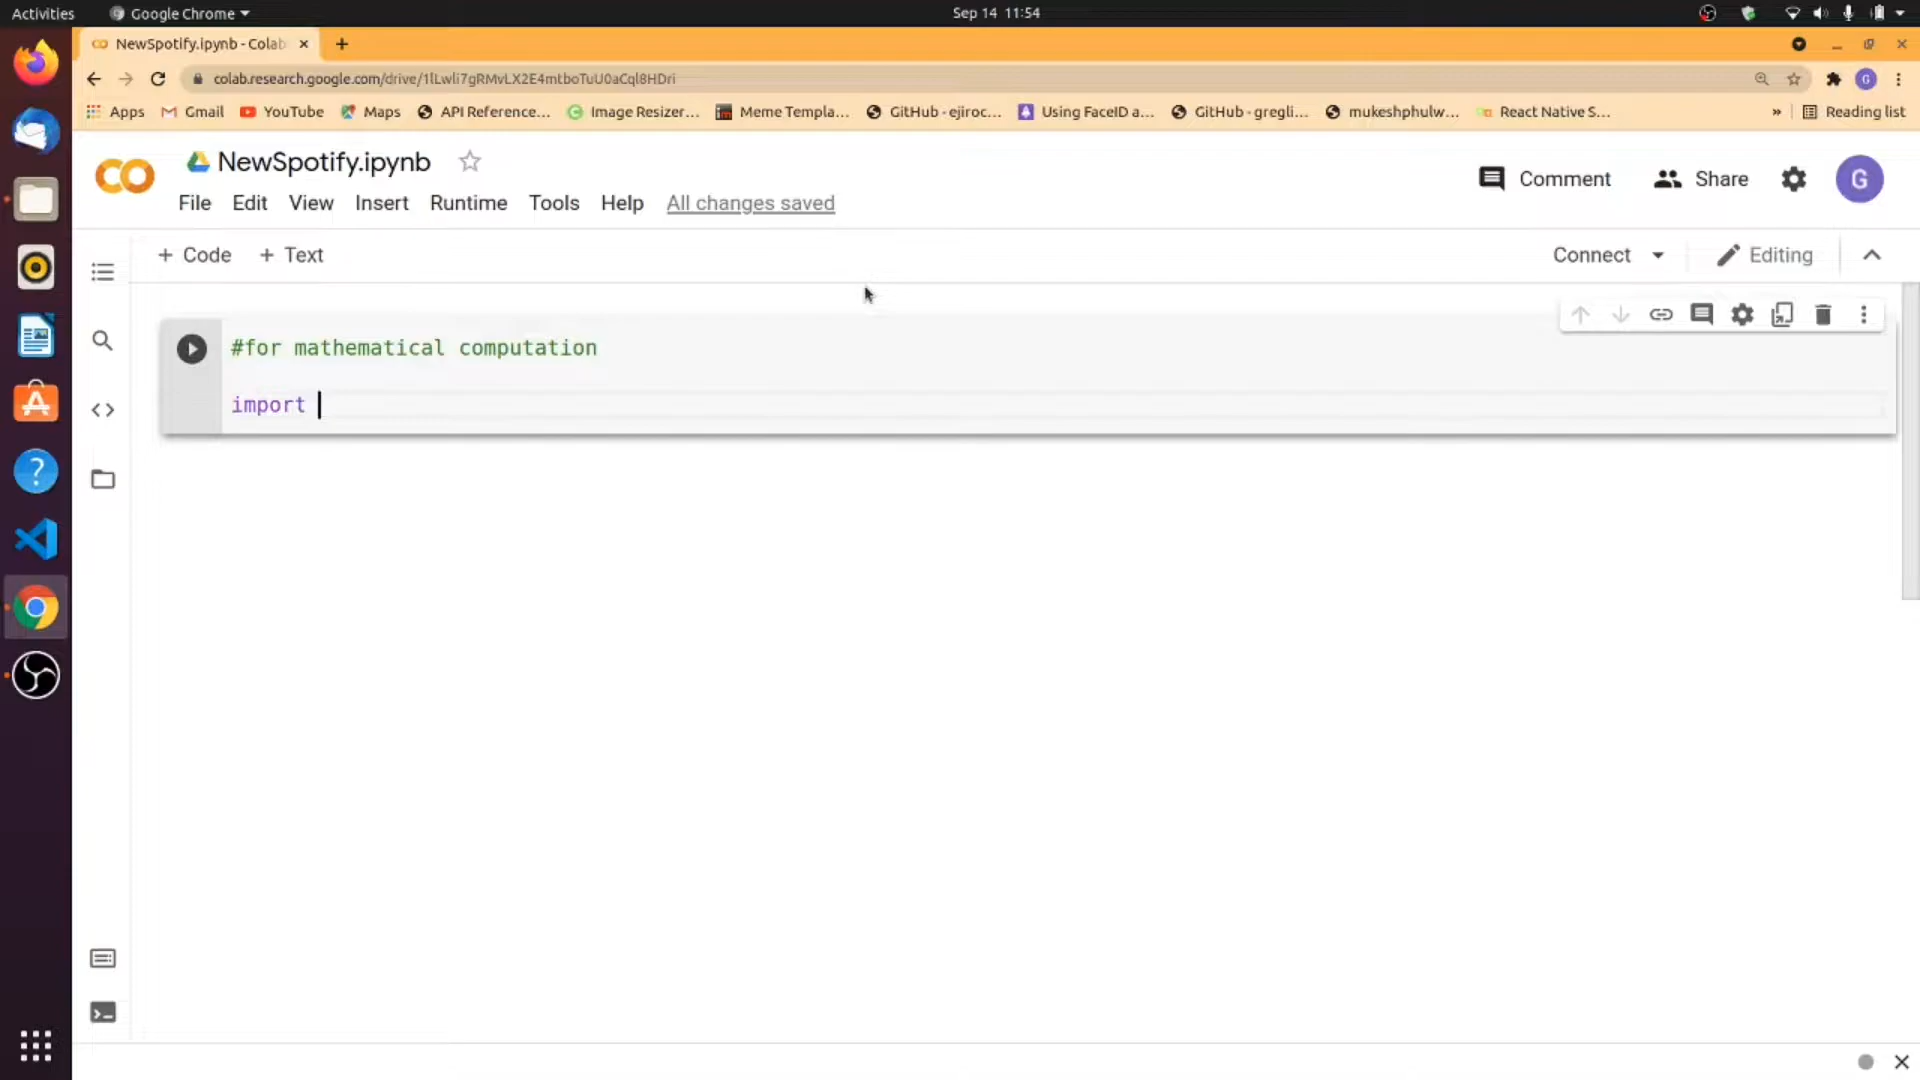 Activities Google Chrome Sep 14 11:54
NewSpotify.ipynb - Colab
colab.research.google.com/drive/1lLwli7gRMvLX2E4mtboTuU0aCql8HDri
Apps Gmail YouTube Maps API Reference... Image Resizer... Meme Templa... GitHub - ejiroc... Using FaceID a... GitHub - gregli... mukeshphulw... React Native S... » Reading list
NewSpotify.ipynb
Comment Share G
File Edit View Insert Runtime Tools Help All changes saved
+ Code + Text Connect Editing
#for mathematical computation
import